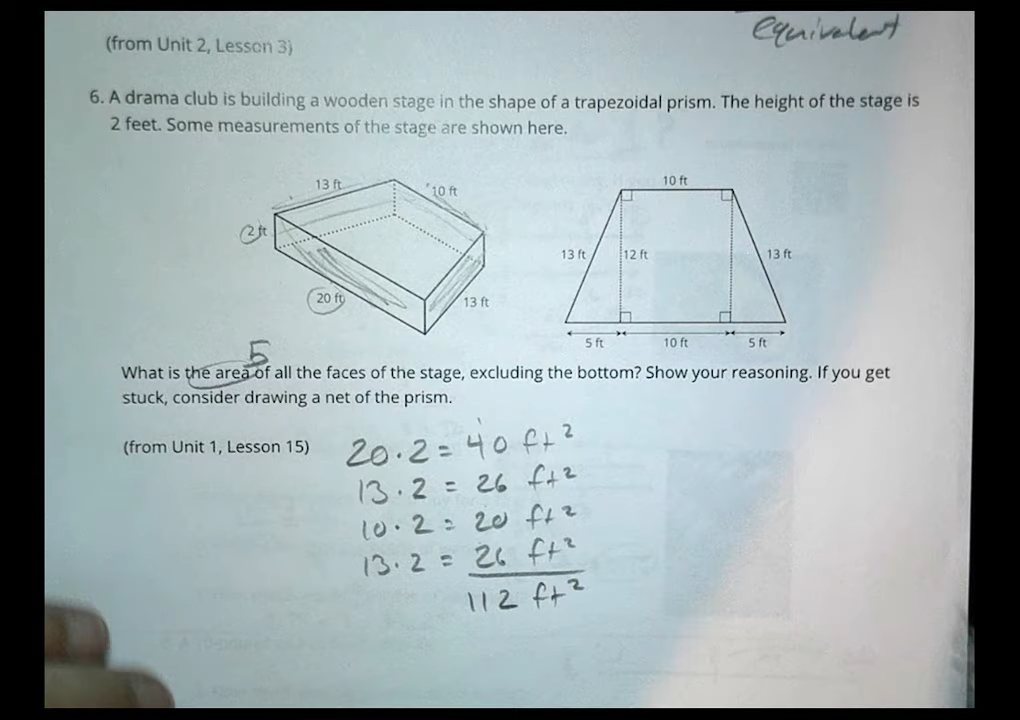 equivalent
(from Unit 2, Lesson 3)
6. A drama club is building a wooden stage in the shape of a trapezoidal prism. The height of the stage is
2 feet. Some measurements of the stage are shown here.
13 ft
10 ft
2 ft
20 ft
13 ft
10 ft
13 ft
12 ft
13 ft
5 ft
10 ft
5 ft
5
What is the area of all the faces of the stage, excluding the bottom? Show your reasoning. If you get
stuck, consider drawing a net of the prism.
(from Unit 1, Lesson 15)
20 · 2 = 40 ft²
13 · 2 = 26 ft²
10 · 2 = 20 ft²
13 · 2 = 26 ft²
112 ft²